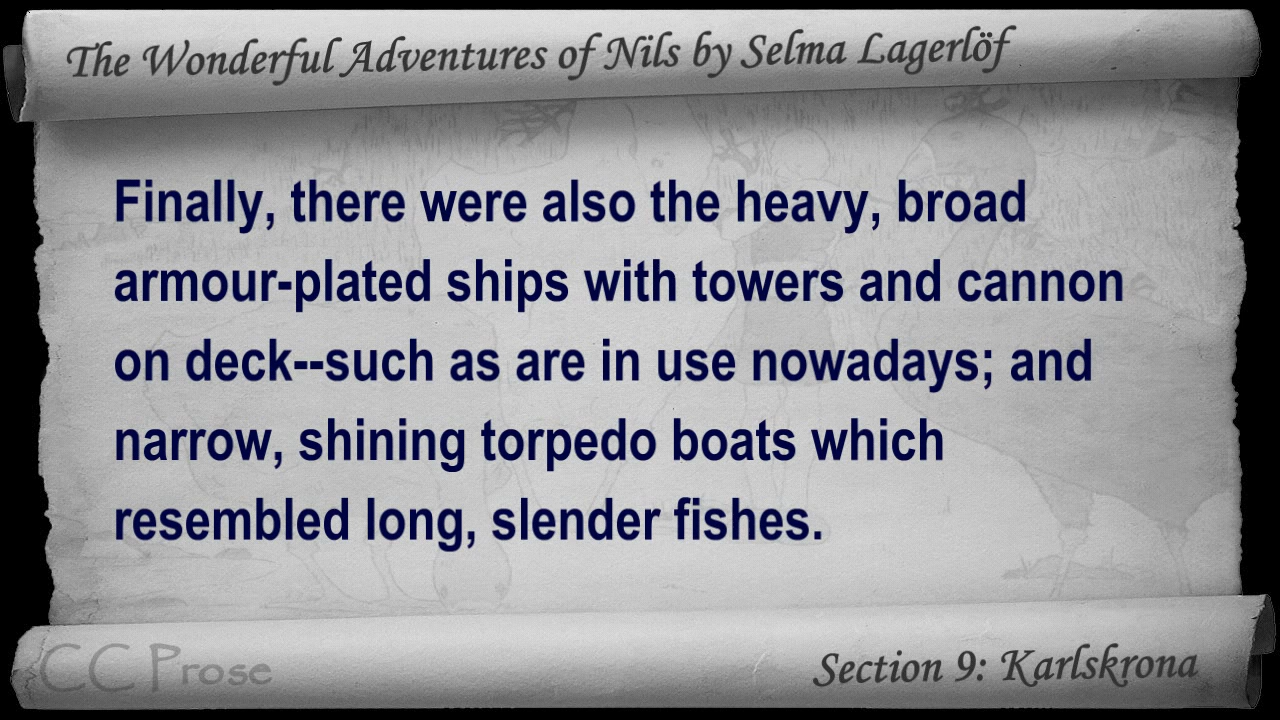 The Wonderful Adventures of Nils by Selma Lagerlöf
Finally, there were also the heavy, broad
armour-plated ships with towers and cannon
on deck--such as are in use nowadays; and
narrow, shining torpedo boats which
resembled long, slender fishes.
CC Prose
Section 9: Karlskrona